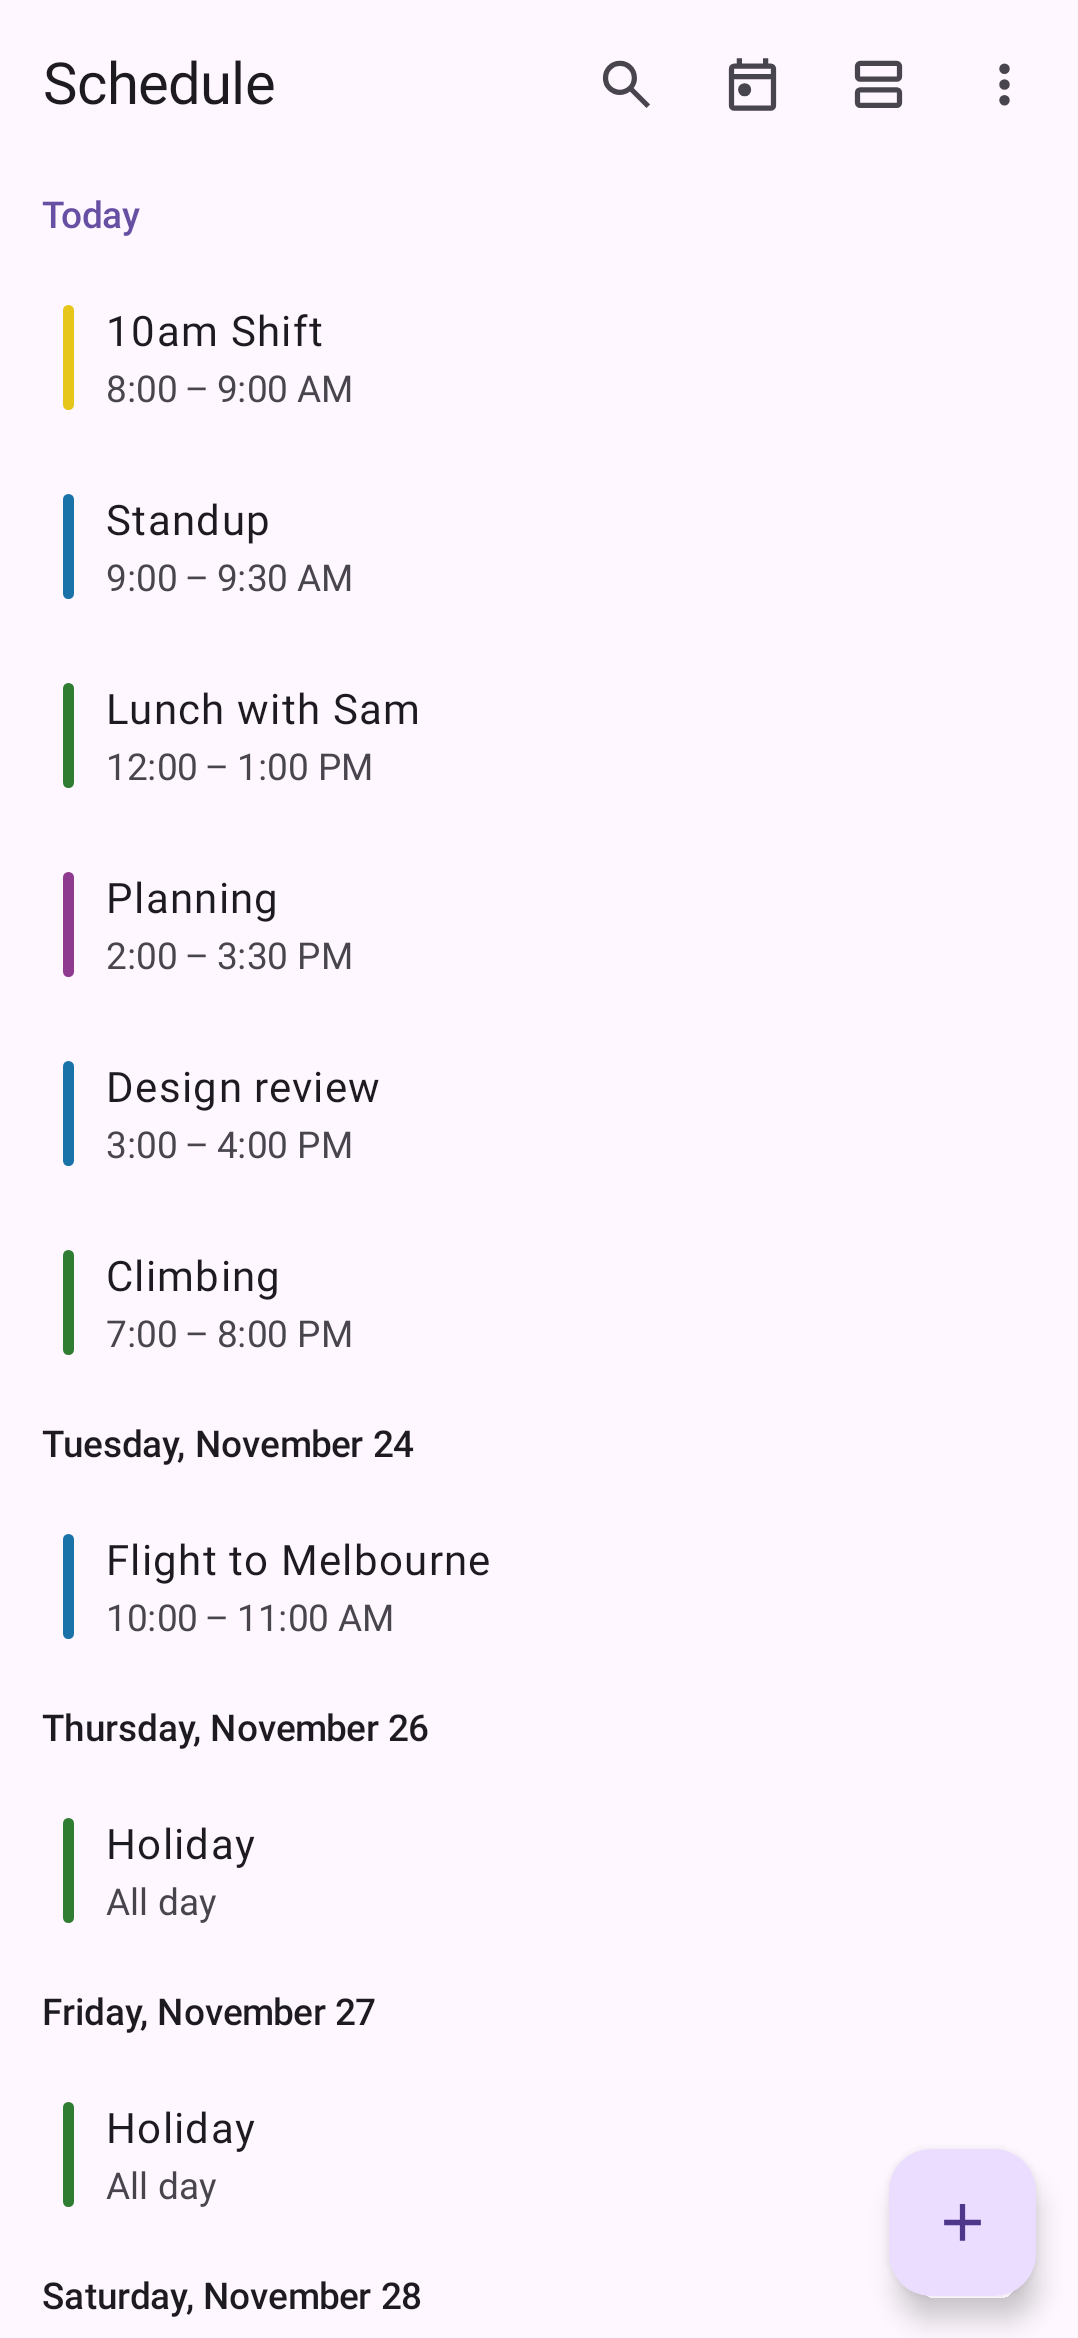 Schedule
Today
10am Shift
8:00 – 9:00 AM
Standup
9:00 – 9:30 AM
Lunch with Sam
12:00 – 1:00 PM
Planning
2:00 – 3:30 PM
Design review
3:00 – 4:00 PM
Climbing
7:00 – 8:00 PM
Tuesday, November 24
Flight to Melbourne
10:00 – 11:00 AM
Thursday, November 26
Holiday
All day
Friday, November 27
Holiday
All day
Saturday, November 28